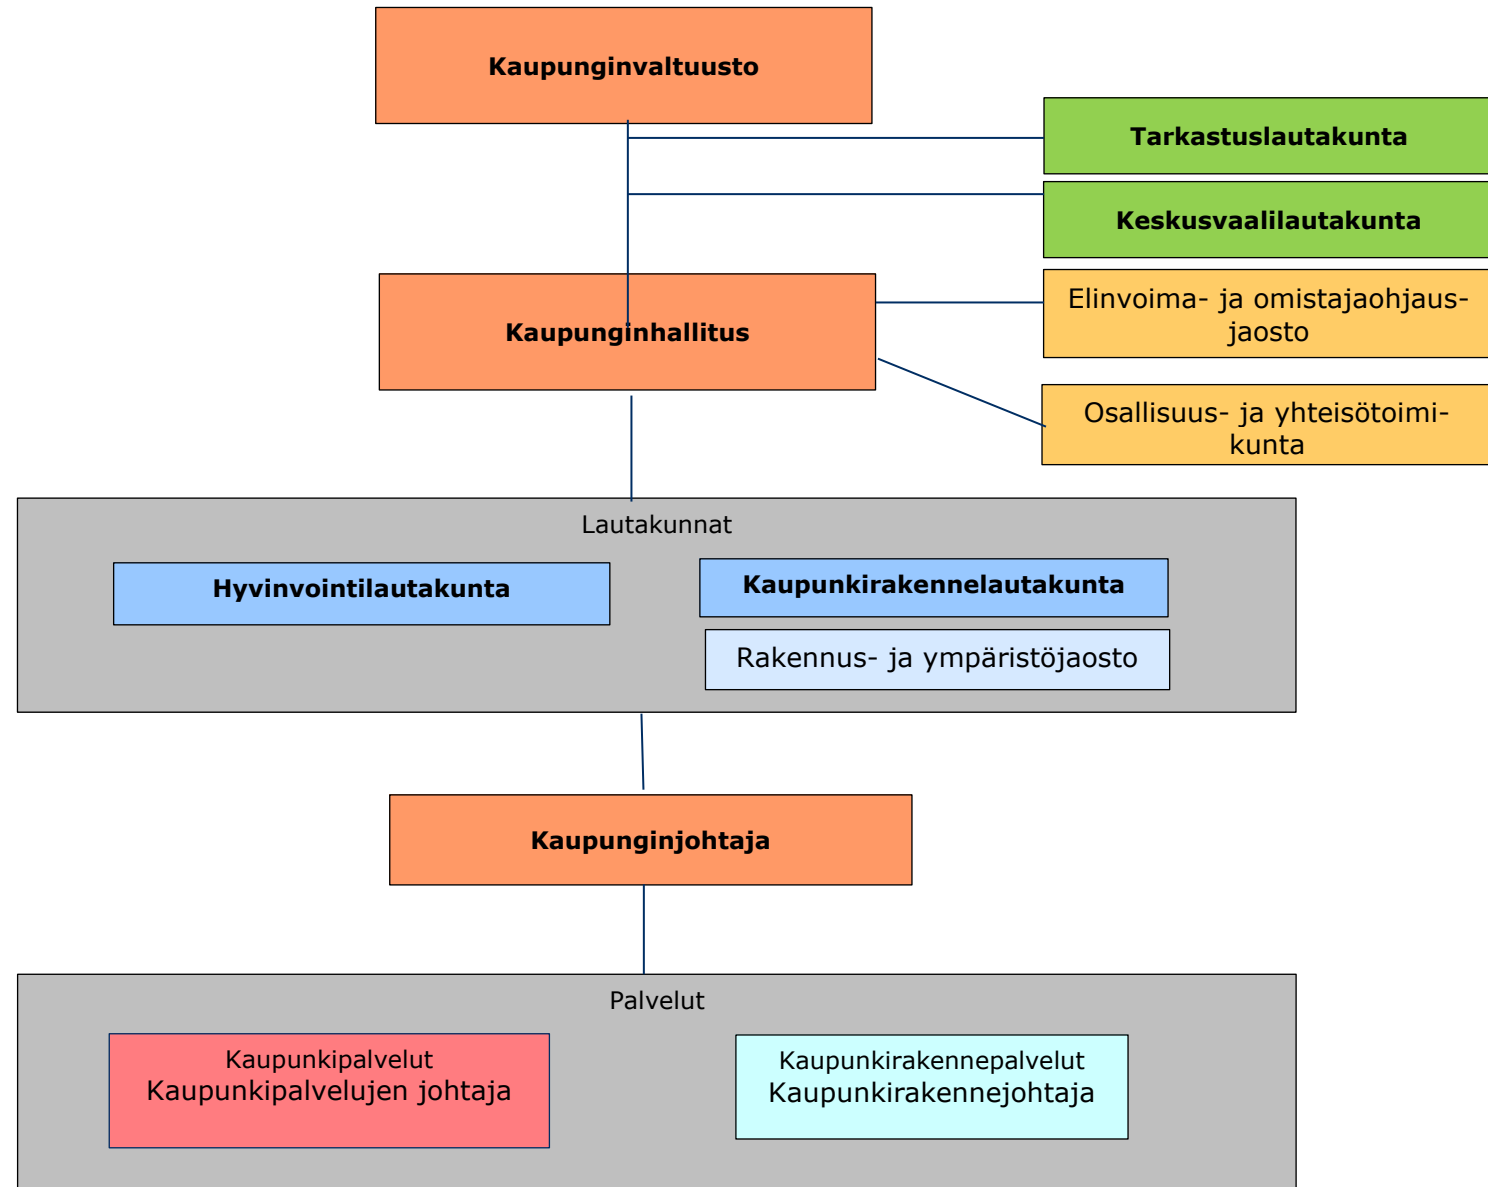 Kaupunginvaltuusto
Tarkastuslautakunta
Keskusvaalilautakunta
Kaupunginhallitus
Elinvoima- ja omistajaohjaus-
jaosto
Osallisuus- ja yhteisötoimi-
kunta
Lautakunnat
Hyvinvointilautakunta
Kaupunkirakennelautakunta
Rakennus- ja ympäristöjaosto
Kaupunginjohtaja
Palvelut
Kaupunkipalvelut
Kaupunkipalvelujen johtaja
Kaupunkirakennepalvelut
Kaupunkirakennejohtaja